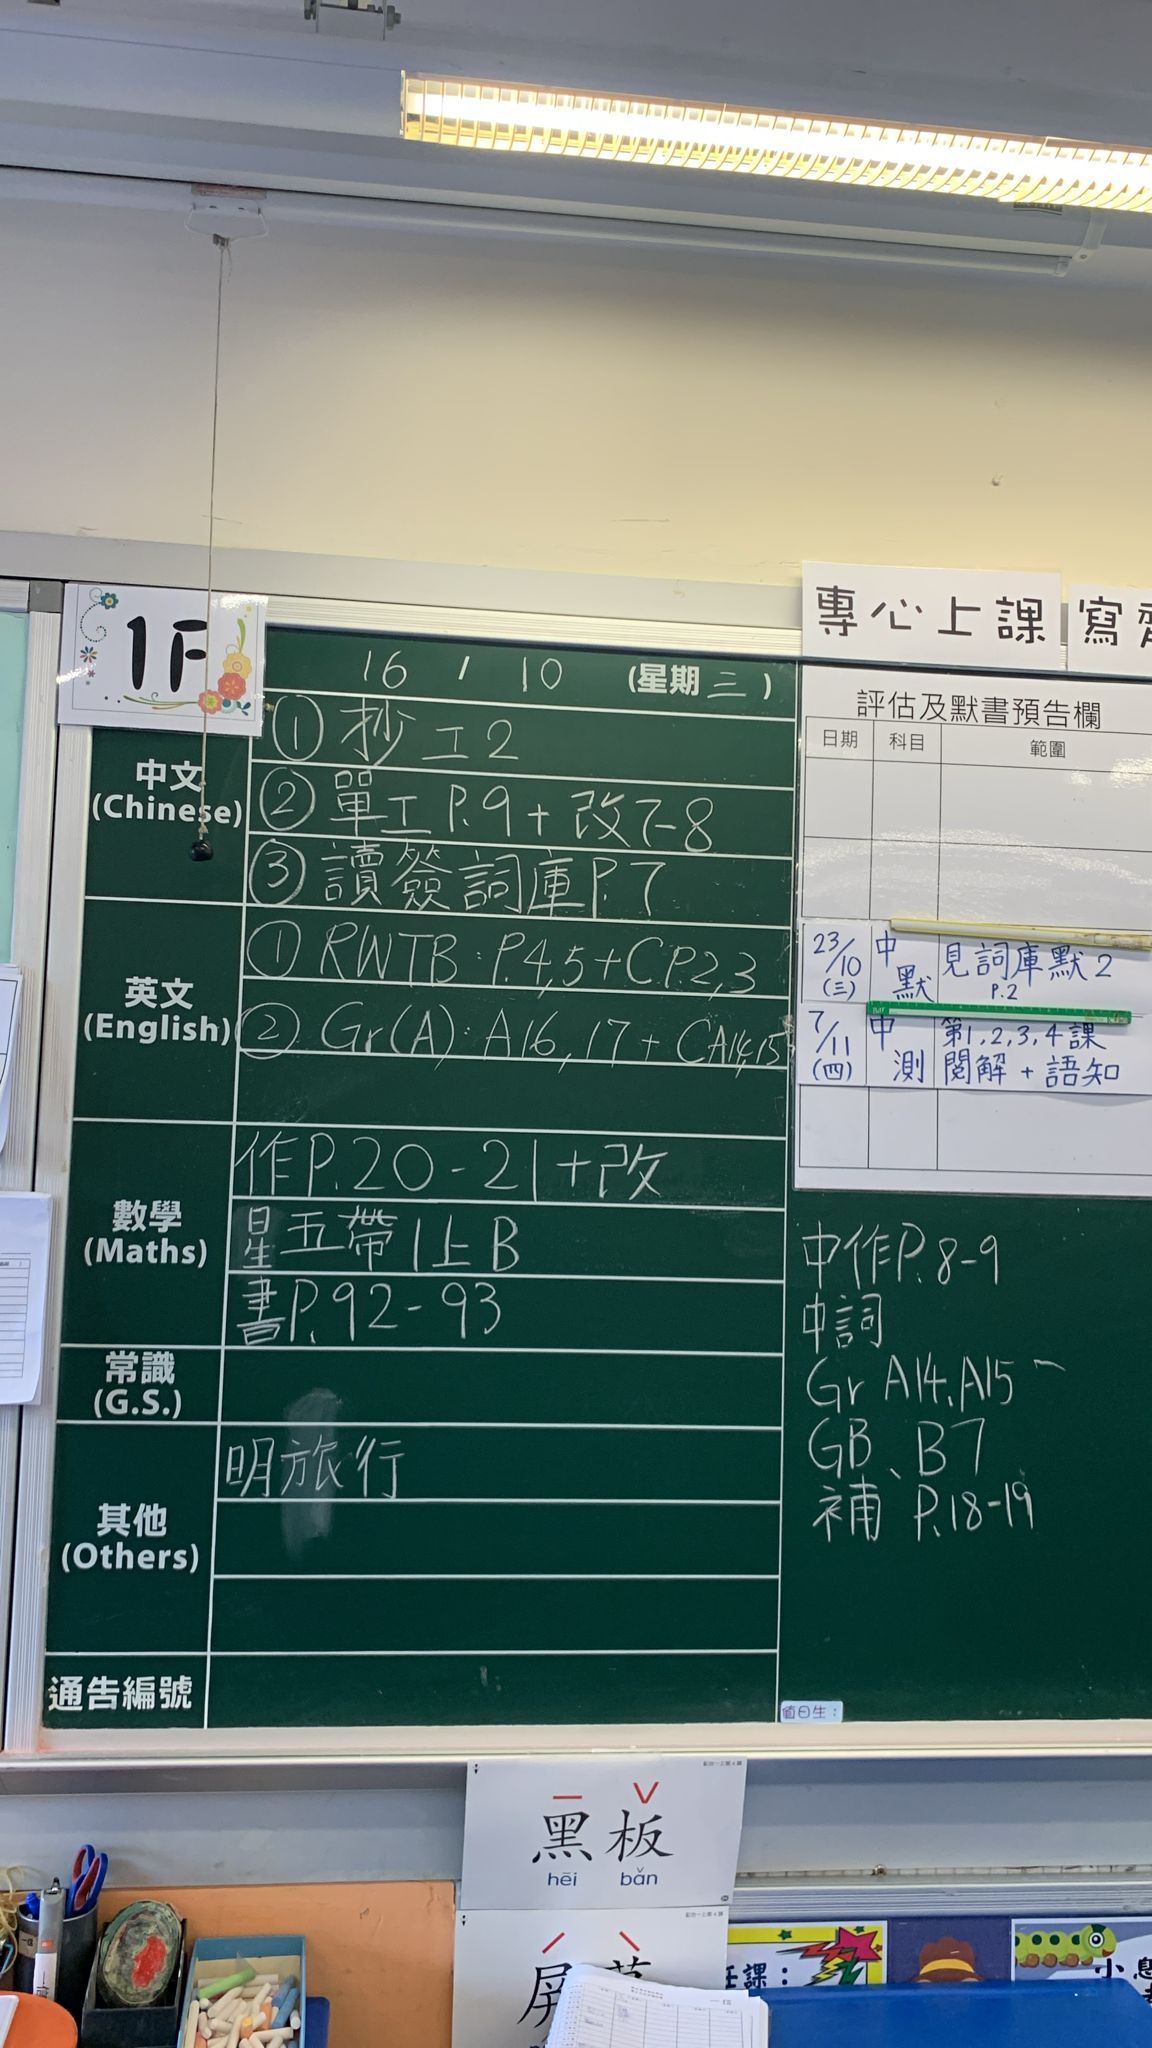 專心上課 寫
1F
16 / 10 (星期三)
中文
(Chinese)
① 抄工2
② 單工P.9+改7-8
③ 讀簽詞庫P.7
英文
(English)
① RWTB:P.4,5+C.P.2,3
② Gr(A): A16,17 + CA14,15
數學
(Maths)
作P.20-21+改
星五帶1上B
書P.92-93
常識
(G.S.)
其他
(Others)
明旅行
通告編號
評估及默書預告欄
日期 科目 範圍
23/10 (三) 中默 見詞庫默2 P.2
7/11 (四) 中測 第1,2,3,4課 閱解+語知
中作P.8-9
中詞
Gr A14、A15
GB、B7
補 P.18-19
值日生:
黑板
hēi bǎn
屏
課:
小